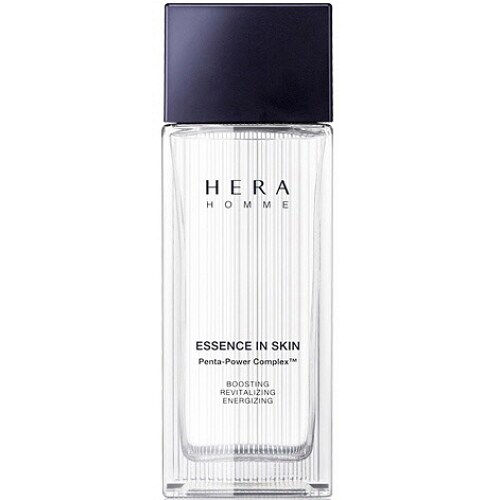 HERA
HOMME
ESSENCE IN SKIN
Penta-Power Complex™
BOOSTING
REVITALIZING
ENERGIZING